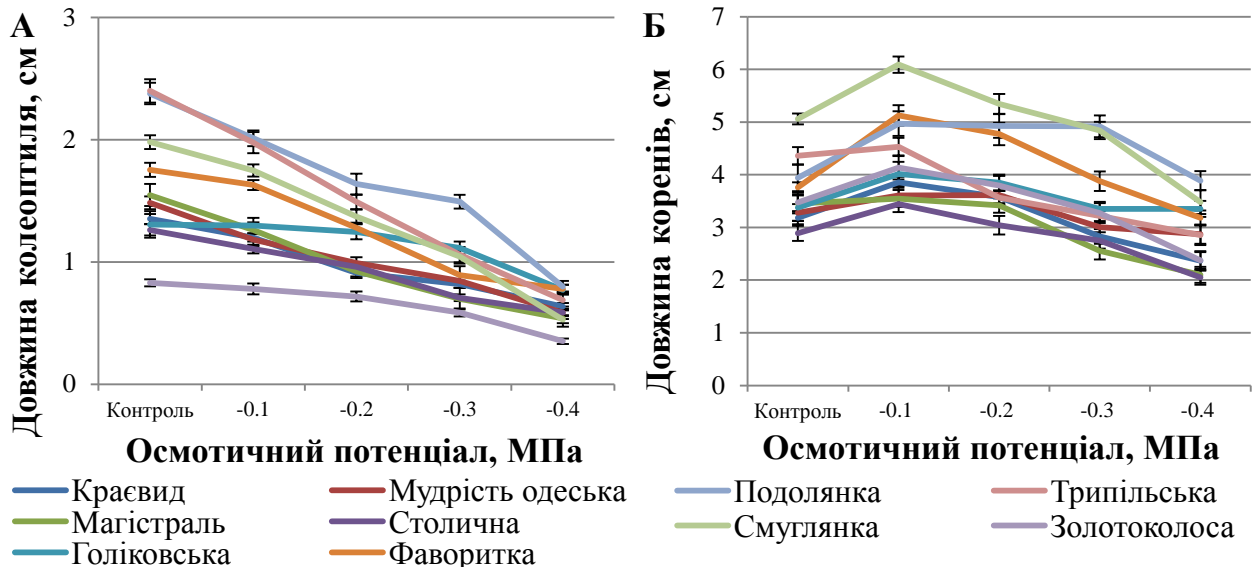 А
Довжина колеоптиля, см
3
2
1
0
Контроль -0.1 -0.2 -0.3 -0.4
Осмотичний потенціал, МПа
Б
Довжина коренів, см
7
6
5
4
3
2
1
0
Контроль -0.1 -0.2 -0.3 -0.4
Осмотичний потенціал, МПа
Краєвид Мудрість одеська Подолянка Трипільська
Магістраль Столична Смуглянка Золотоколоса
Голіковська Фаворитка